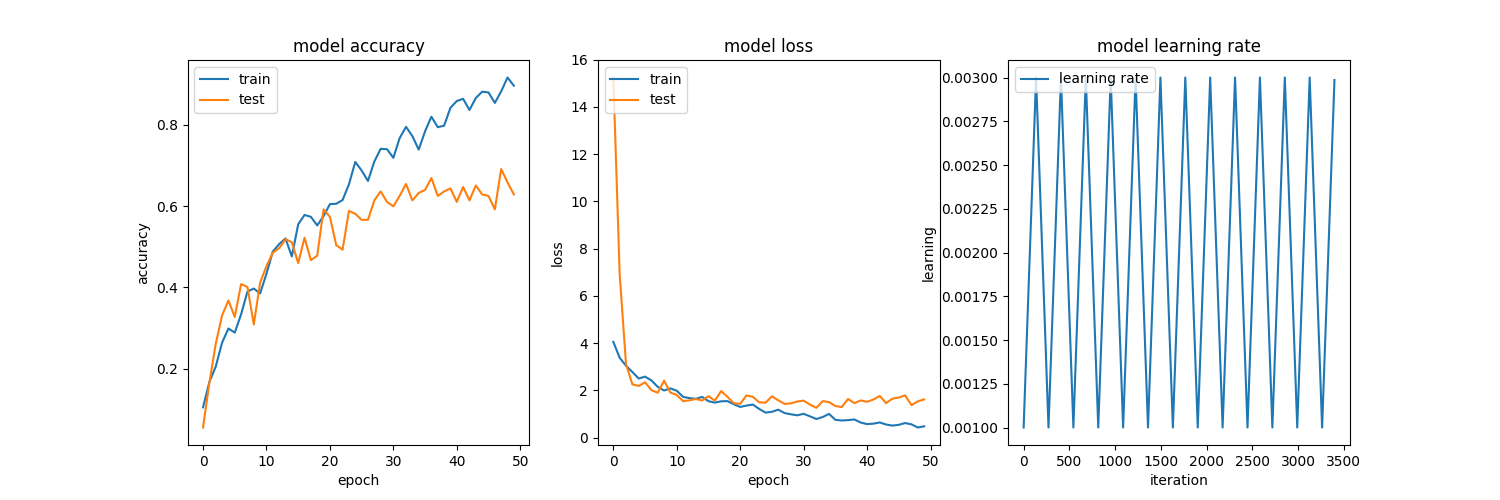 model accuracy
train
test
0.8
0.6
0.4
0.2
accuracy
0 10 20 30 40 50
epoch
model loss
train
test
16
14
12
10
8
6
4
2
0
loss
0 10 20 30 40 50
epoch
model learning rate
learning rate
0.00300
0.00275
0.00250
0.00225
0.00200
0.00175
0.00150
0.00125
0.00100
learning
0 500 1000 1500 2000 2500 3000 3500
iteration